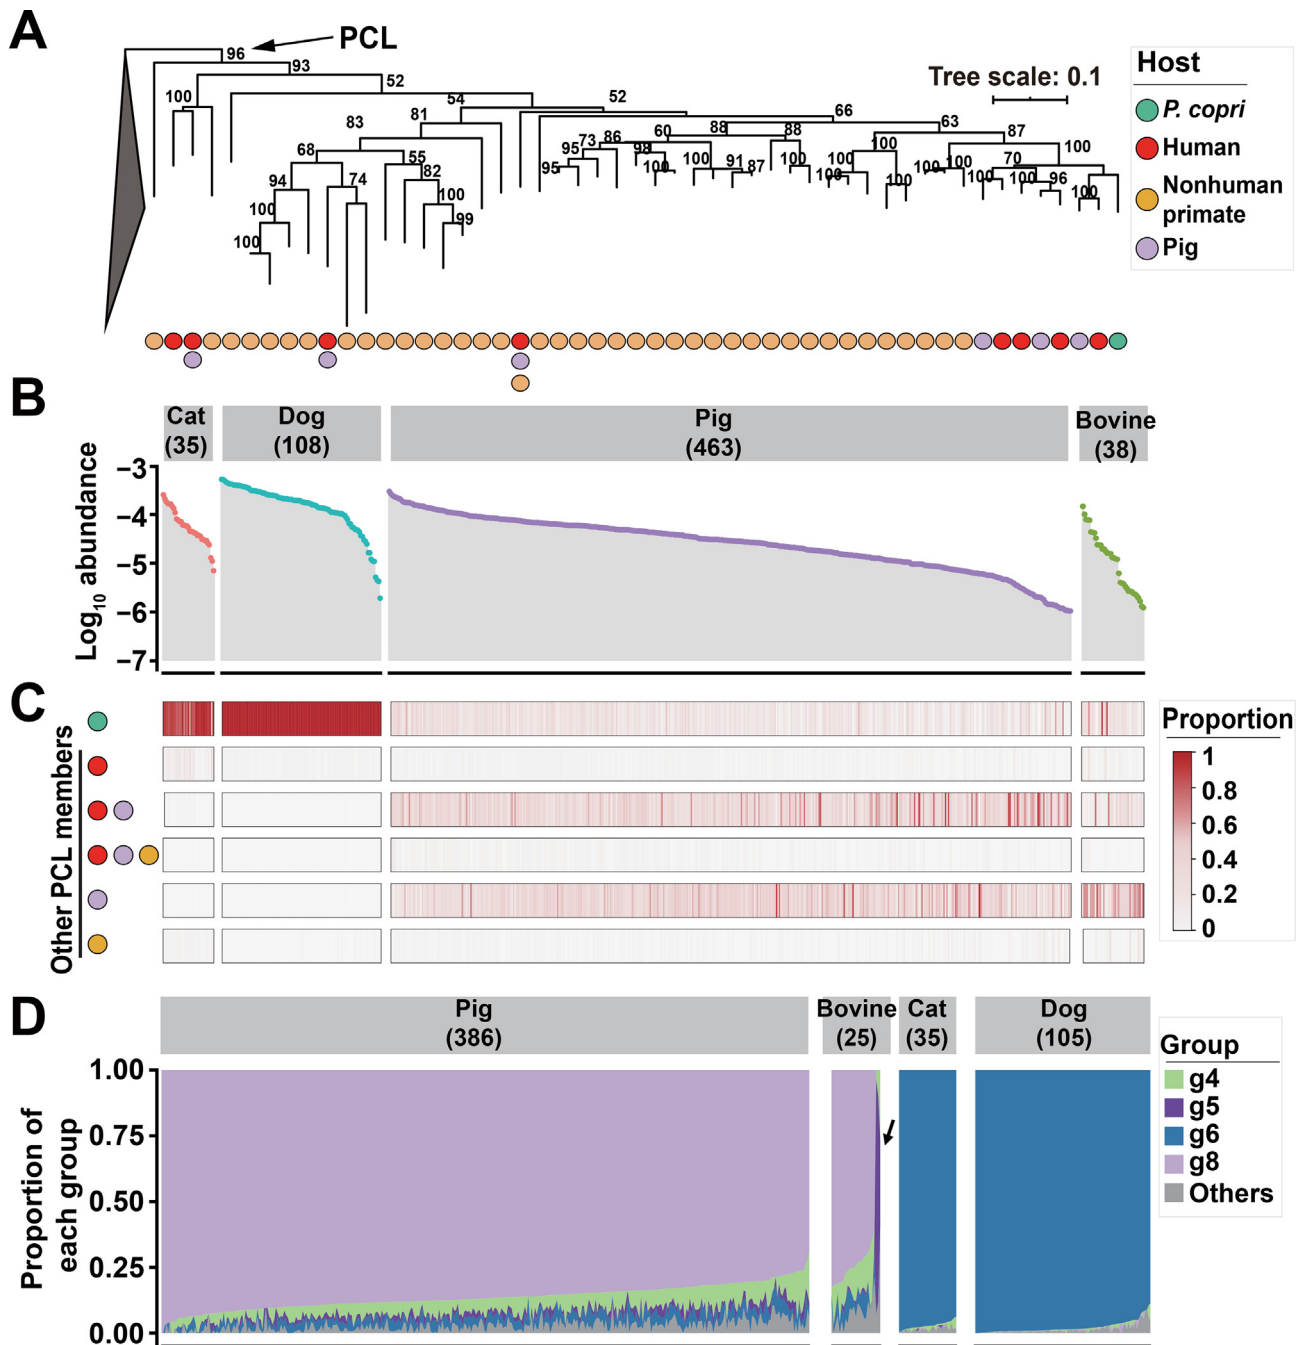 A
PCL
Tree scale: 0.1
96
93
52
100
54
52
81
83
66
63
68
55
94
74
82
100
100
99
100
95
95
73
86
98
60
100
88
100
91
87
88
100
100
100
100
87
100
100
100
70
100
100
96
100
Host
P. copri
Human
Nonhuman
primate
Pig
B
Cat
(35)
Dog
(108)
Pig
(463)
Bovine
(38)
Log10 abundance
−3
−4
−5
−6
−7
C
Other PCL members
Proportion
1
0.8
0.6
0.4
0.2
0
D
Pig
(386)
Bovine
(25)
Cat
(35)
Dog
(105)
Proportion of
each group
1.00
0.75
0.50
0.25
0.00
Group
g4
g5
g6
g8
Others